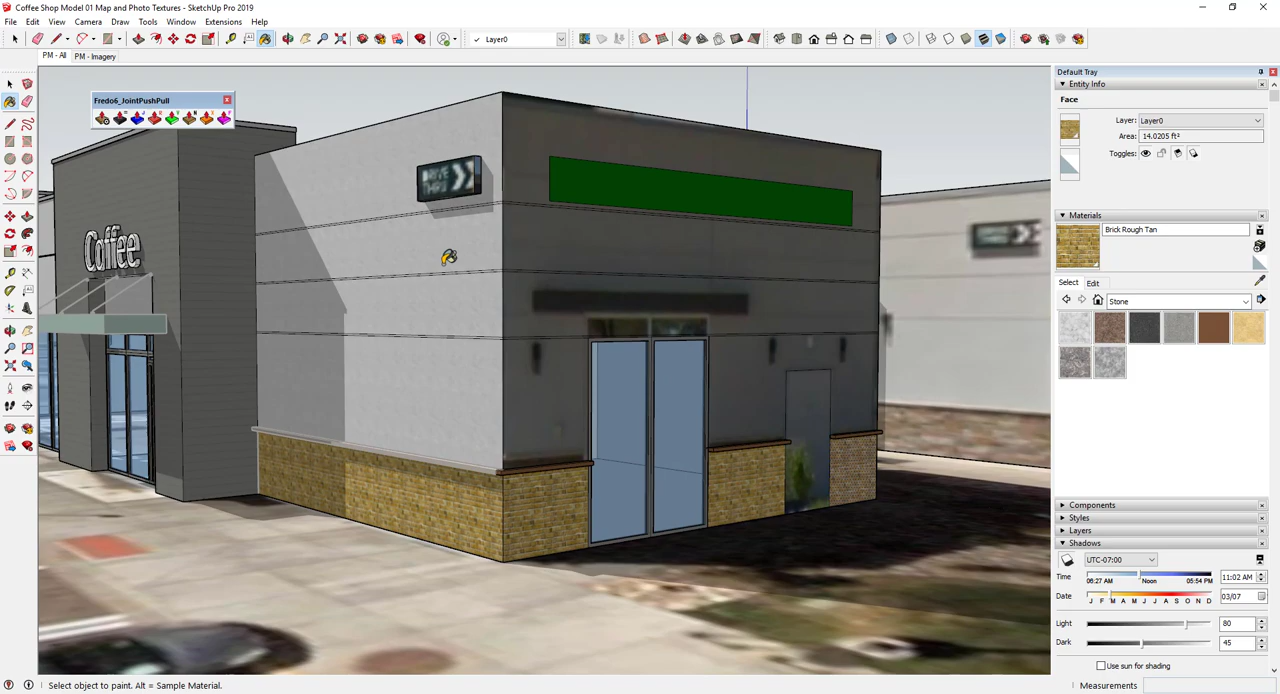 Coffee Shop Model 01 Map and Photo Textures - SketchUp Pro 2019
File Edit View Camera Draw Tools Window Extensions Help
Layer0
PM - All PM - Imagery
Fredo6_JointPushPull
DRIVE
THRU
Coffee
Default Tray
Entity Info
Face
Layer: Layer0
Area: 14.0205 ft²
Toggles:
Materials
Brick Rough Tan
Select Edit
Stone
Components
Styles
Layers
Shadows
UTC-07:00
Time 06:27 AM Noon 05:54 PM 11:02 AM
Date J F M A M J J A S O N D 03/07
Light 80
Dark 45
Use sun for shading
Select object to paint. Alt = Sample Material.
Measurements